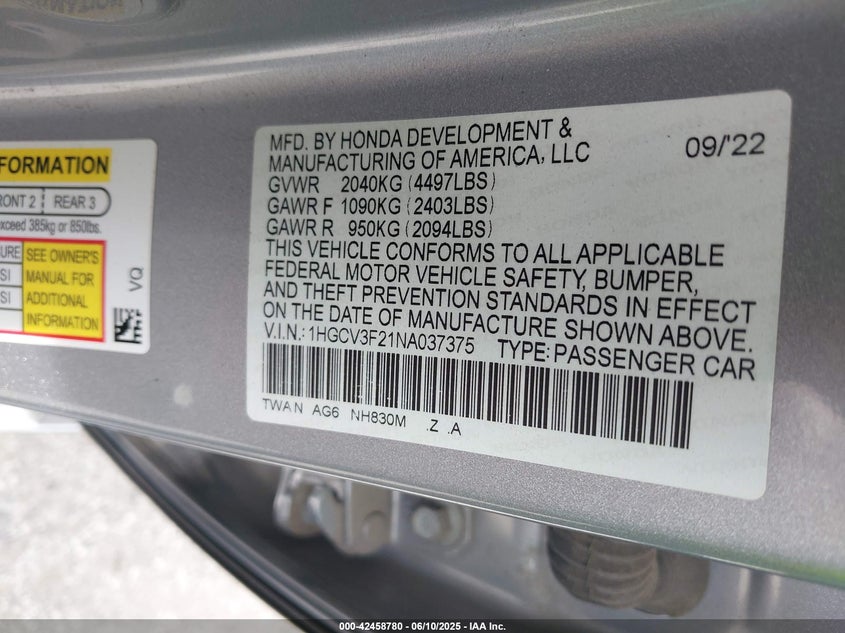 FORMATION
RONT 2 REAR 3
exceed 385kg or 850lbs.
URE SEE OWNER'S
SI MANUAL FOR
SI ADDITIONAL
INFORMATION
VQ
MFD. BY HONDA DEVELOPMENT &
MANUFACTURING OF AMERICA, LLC 09/'22
GVWR 2040KG (4497LBS)
GAWR F 1090KG (2403LBS)
GAWR R 950KG (2094LBS)
THIS VEHICLE CONFORMS TO ALL APPLICABLE
FEDERAL MOTOR VEHICLE SAFETY, BUMPER,
AND THEFT PREVENTION STANDARDS IN EFFECT
ON THE DATE OF MANUFACTURE SHOWN ABOVE.
V.I.N.: 1HGCV3F21NA037375 TYPE: PASSENGER CAR
TWA N AG6 NH830M .Z .A
000-42458780 - 06/10/2025 - IAA Inc.